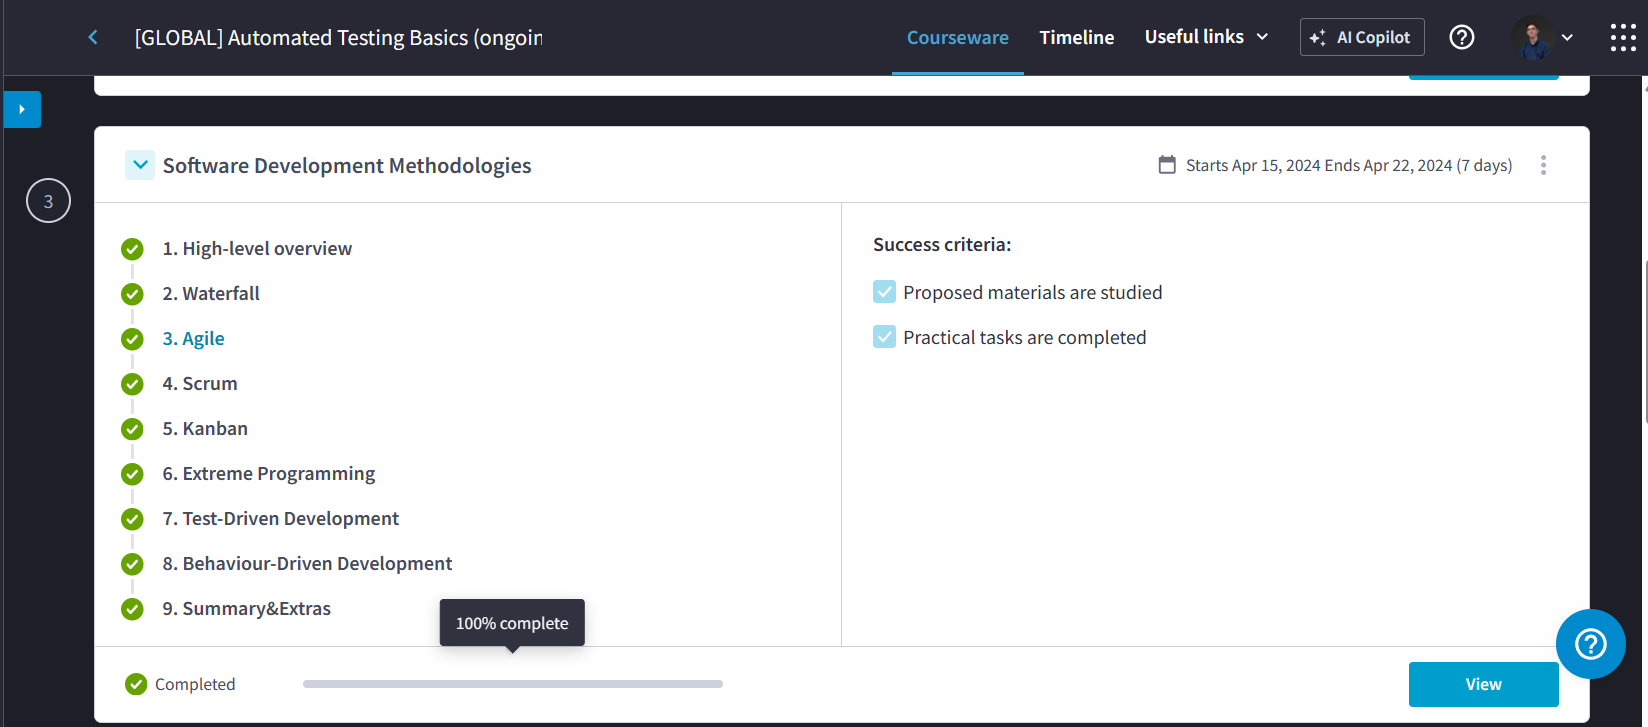 [GLOBAL] Automated Testing Basics (ongoin
Courseware
Timeline
Useful links
AI Copilot
Software Development Methodologies
Starts Apr 15, 2024 Ends Apr 22, 2024 (7 days)
3
1. High-level overview
2. Waterfall
3. Agile
4. Scrum
5. Kanban
6. Extreme Programming
7. Test-Driven Development
8. Behaviour-Driven Development
9. Summary&Extras
Success criteria:
Proposed materials are studied
Practical tasks are completed
100% complete
Completed
View